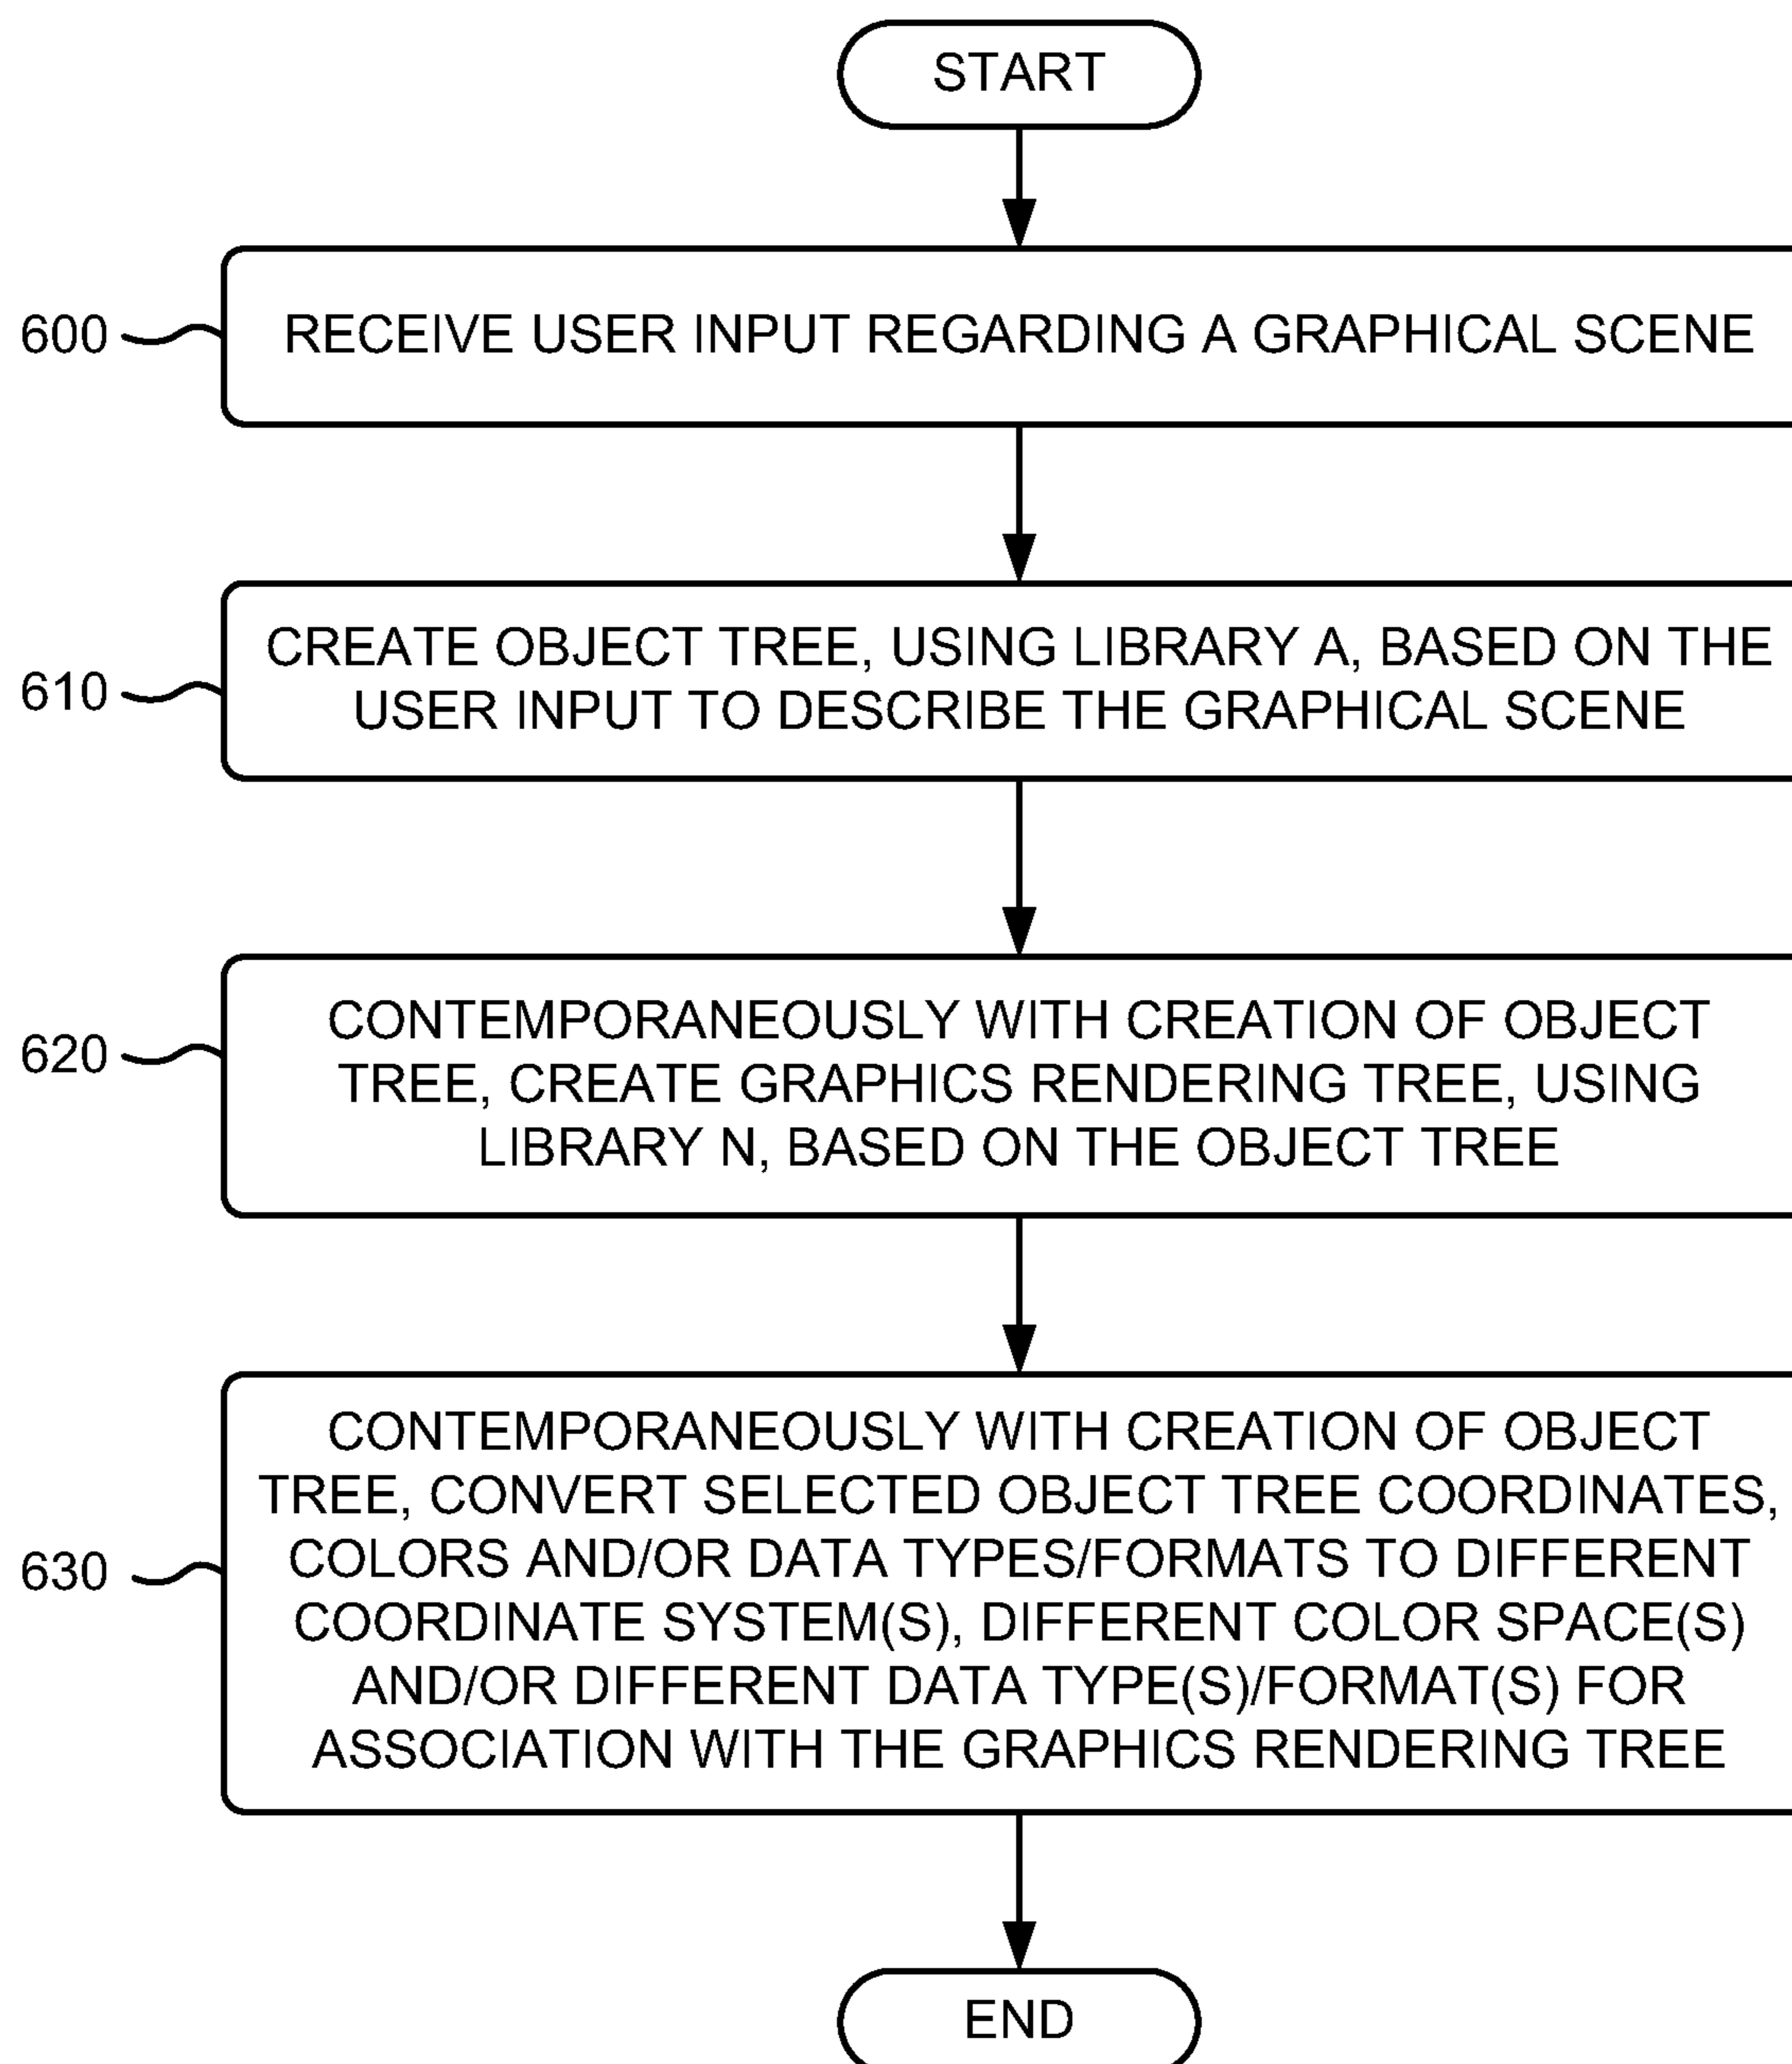 START
600
RECEIVE USER INPUT REGARDING A GRAPHICAL SCENE
610
CREATE OBJECT TREE, USING LIBRARY A, BASED ON THE
USER INPUT TO DESCRIBE THE GRAPHICAL SCENE
620
CONTEMPORANEOUSLY WITH CREATION OF OBJECT
TREE, CREATE GRAPHICS RENDERING TREE, USING
LIBRARY N, BASED ON THE OBJECT TREE
630
CONTEMPORANEOUSLY WITH CREATION OF OBJECT
TREE, CONVERT SELECTED OBJECT TREE COORDINATES,
COLORS AND/OR DATA TYPES/FORMATS TO DIFFERENT
COORDINATE SYSTEM(S), DIFFERENT COLOR SPACE(S)
AND/OR DIFFERENT DATA TYPE(S)/FORMAT(S) FOR
ASSOCIATION WITH THE GRAPHICS RENDERING TREE
END